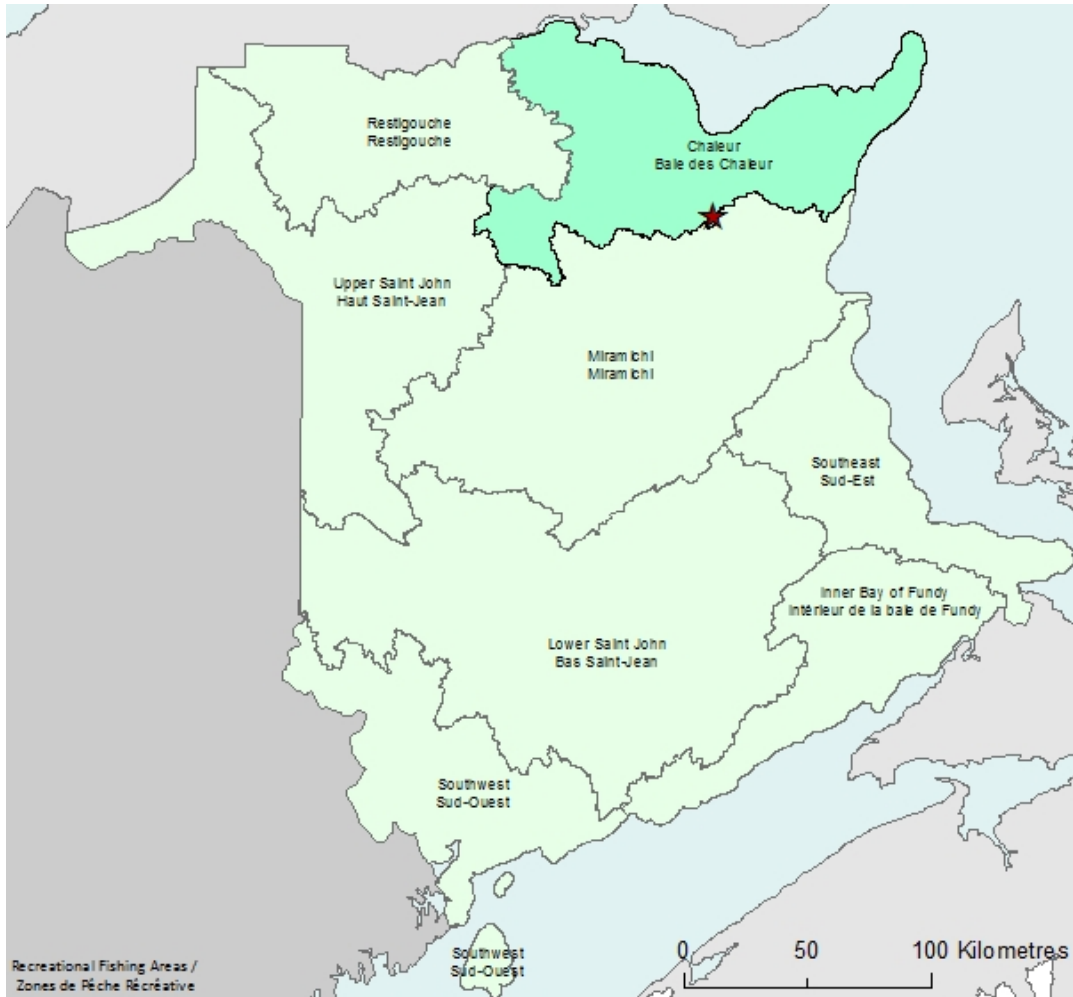 Restigouche
Restigouche
Chaleur
Baie des Chaleur
Upper Saint John
Haut Saint-Jean
Miramichi
Miramichi
Southeast
Sud-Est
Inner Bay of Fundy
Intérieur de la baie de Fundy
Lower Saint John
Bas Saint-Jean
Southwest
Sud-Ouest
Southwest
Sud-Ouest
0 50 100 Kilometres
Recreational Fishing Areas /
Zones de Pêche Récréative